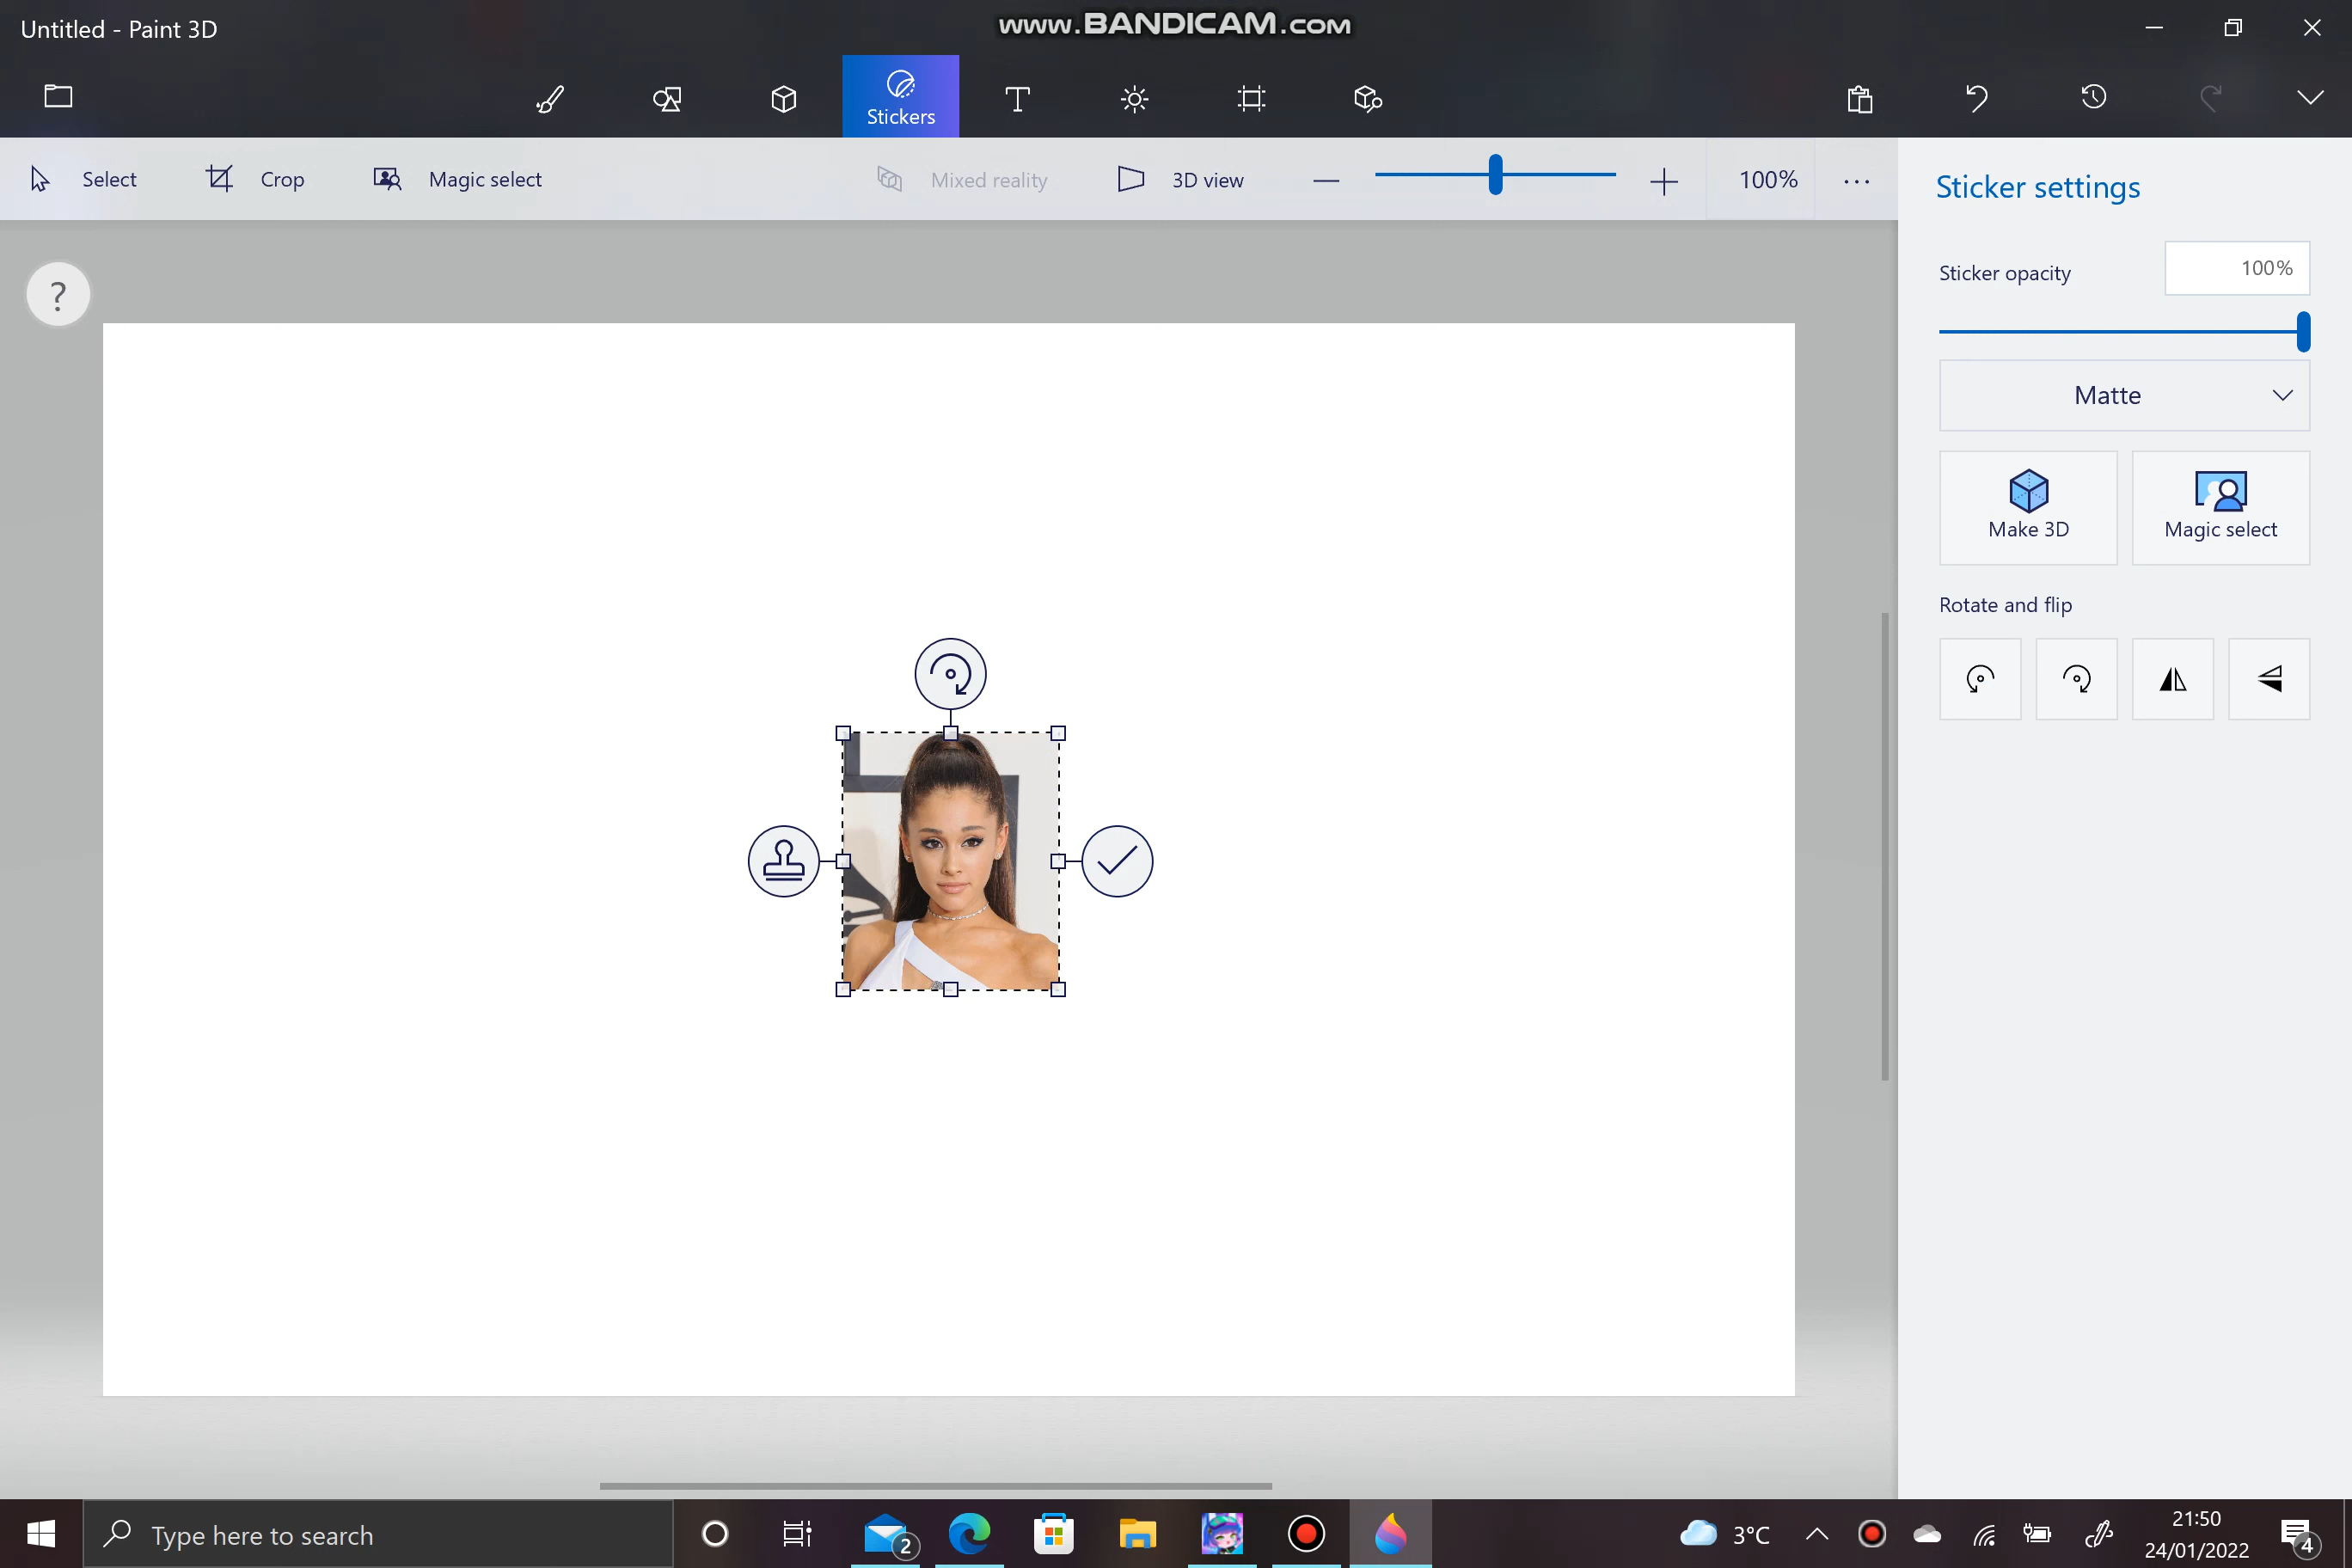 Untitled - Paint 3D
www.BANDICAM.com
Stickers
Select
Crop
Magic select
Mixed reality
3D view
100%
Sticker settings
Sticker opacity
100%
Matte
Make 3D
Magic select
Rotate and flip
?
Type here to search
2
3°C
21:50
24/01/2022
4